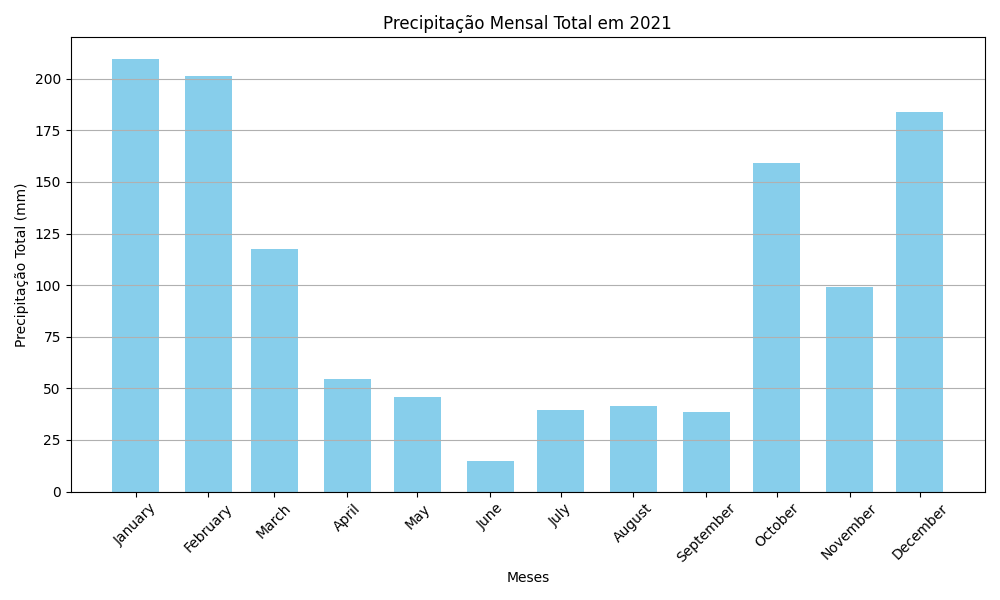 Precipitação Mensal Total em 2021
Precipitação Total (mm)
200
175
150
125
100
75
50
25
0
January
February
March
April
May
June
July
August
September
October
November
December
Meses